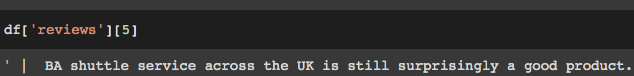 df['reviews'][5]
' |  BA shuttle service across the UK is still surprisingly a good product.